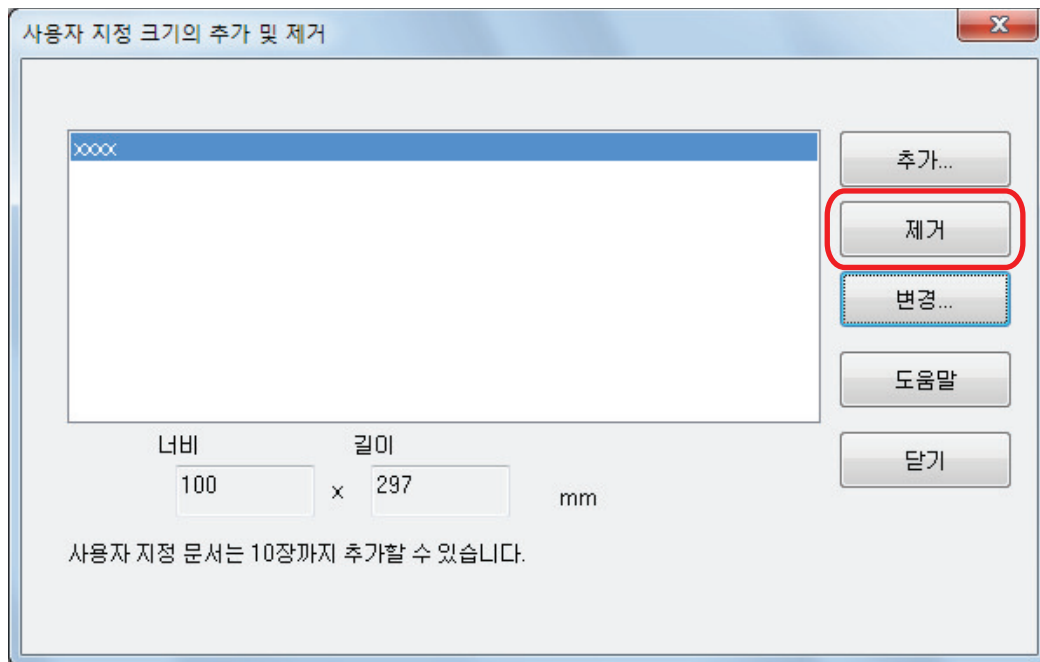 사용자 지정 크기의 추가 및 제거
xxxx
추가...
제거
변경...
도움말
닫기
너비 길이
100 x 297 mm
사용자 지정 문서는 10장까지 추가할 수 있습니다.